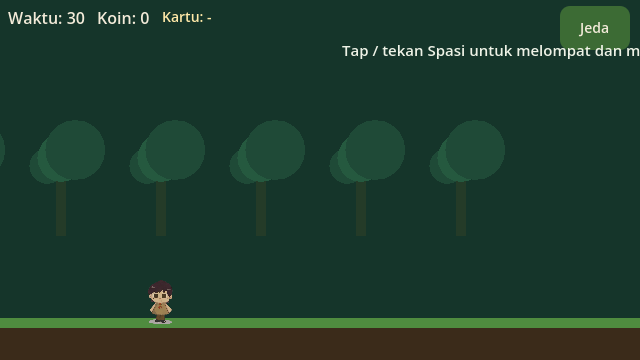 Waktu: 30 Koin: 0 Kartu: -
Jeda
Tap / tekan Spasi untuk melompat dan m